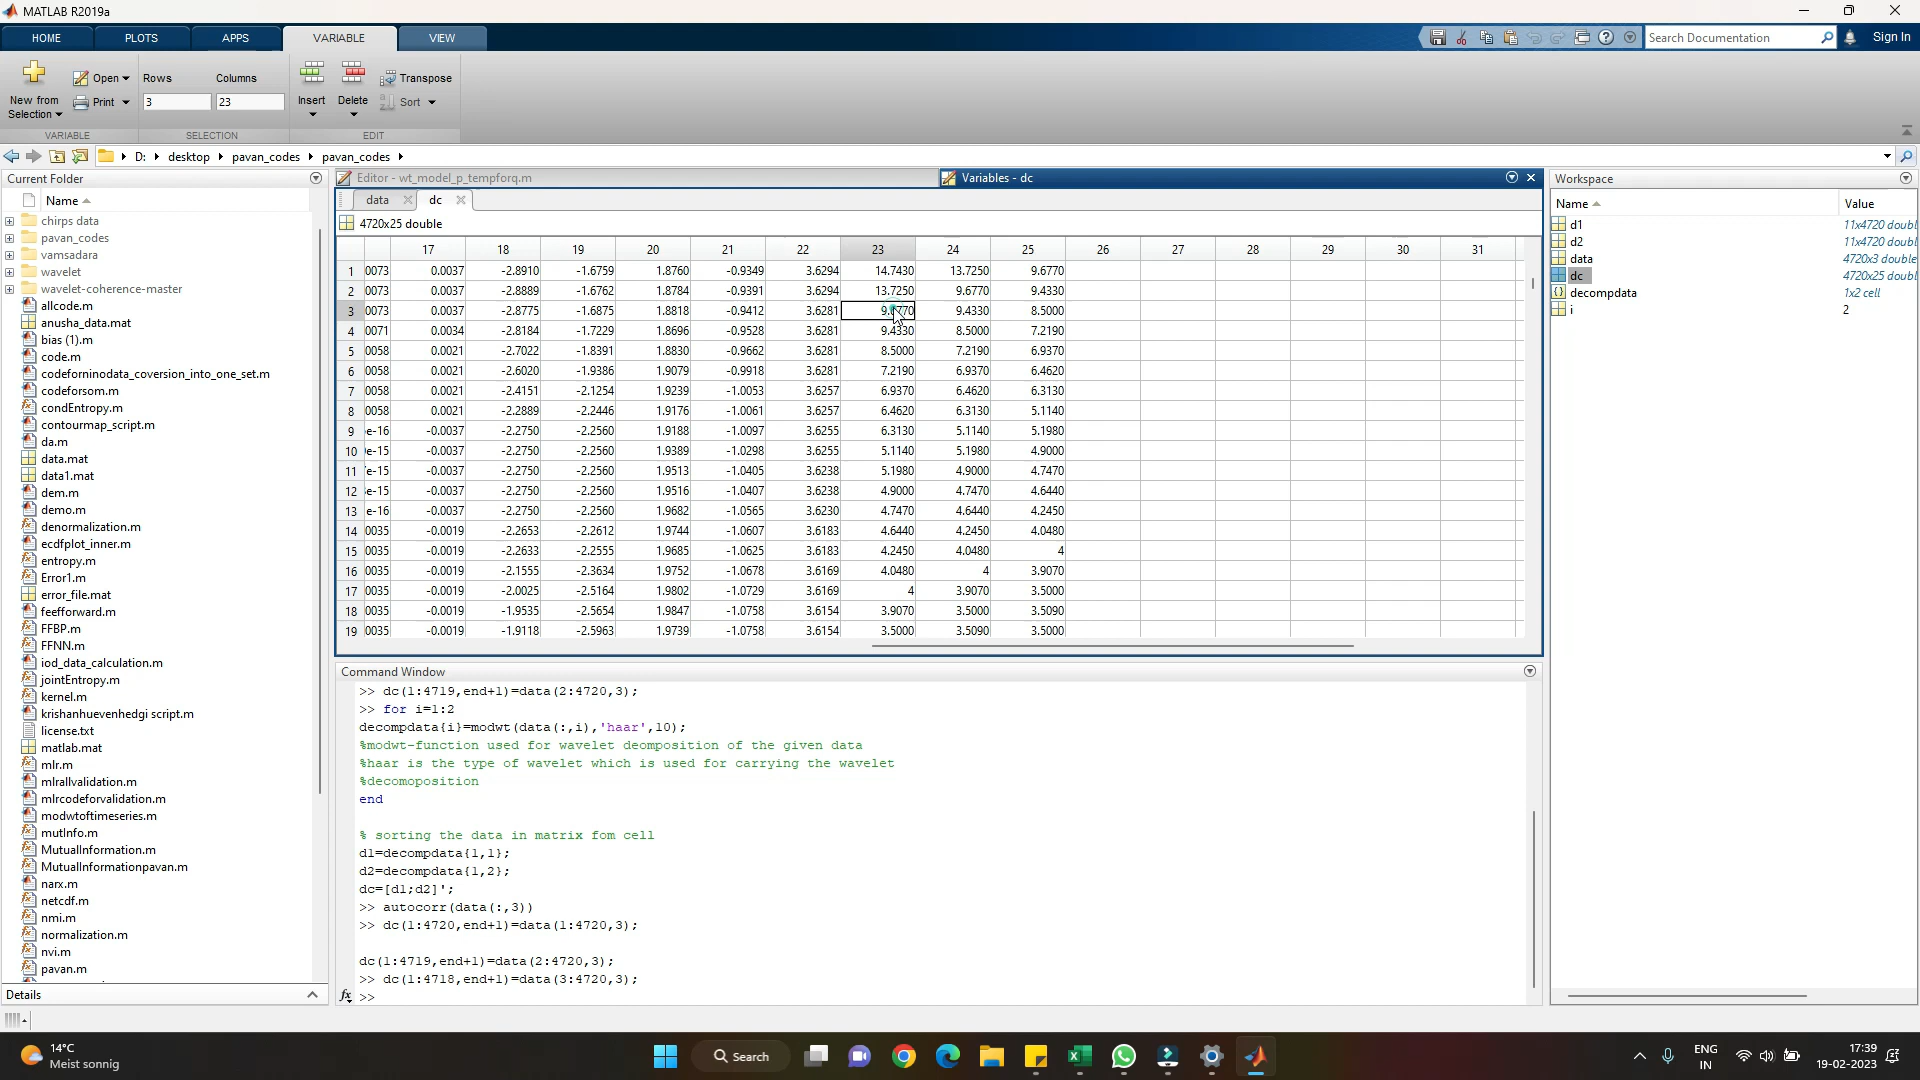 MATLAB R2019a
HOME PLOTS APPS VARIABLE VIEW
Search Documentation Sign In
New from Selection Open Print Rows Columns Insert Delete Transpose Sort
3 23
VARIABLE SELECTION EDIT
D: desktop pavan_codes pavan_codes
Current Folder
Name
chirps data
pavan_codes
vamsadara
wavelet
wavelet-coherence-master
allcode.m
anusha_data.mat
bias (1).m
code.m
codeforninodata_coversion_into_one_set.m
codeforsom.m
condEntropy.m
contourmap_script.m
da.m
data.mat
data1.mat
dem.m
demo.m
denormalization.m
ecdfplot_inner.m
entropy.m
Error1.m
error_file.mat
feefforward.m
FFBP.m
FFNN.m
iod_data_calculation.m
jointEntropy.m
kernel.m
krishanhuevenhedgi script.m
license.txt
matlab.mat
mlr.m
mlrallvalidation.m
mlrcodeforvalidation.m
modwtoftimeseries.m
mutInfo.m
MutualInformation.m
MutualInformationpavan.m
narx.m
netcdf.m
nmi.m
normalization.m
nvi.m
pavan.m
Details
Editor - wt_model_p_tempforq.m Variables - dc
data dc
4720x25 double
17 18 19 20 21 22 23 24 25 26 27 28 29 30 31
1 0073 0.0037 -2.8910 -1.6759 1.8760 -0.9349 3.6294 14.7430 13.7250 9.6770
2 0073 0.0037 -2.8889 -1.6762 1.8784 -0.9391 3.6294 13.7250 9.6770 9.4330
3 0073 0.0037 -2.8775 -1.6875 1.8818 -0.9412 3.6281 9.6770 9.4330 8.5000
4 0071 0.0034 -2.8184 -1.7229 1.8696 -0.9528 3.6281 9.4330 8.5000 7.2190
5 0058 0.0021 -2.7022 -1.8391 1.8830 -0.9662 3.6281 8.5000 7.2190 6.9370
6 0058 0.0021 -2.6020 -1.9386 1.9079 -0.9918 3.6281 7.2190 6.9370 6.4620
7 0058 0.0021 -2.4151 -2.1254 1.9239 -1.0053 3.6257 6.9370 6.4620 6.3130
8 0058 0.0021 -2.2889 -2.2446 1.9176 -1.0061 3.6257 6.4620 6.3130 5.1140
9 e-16 -0.0037 -2.2750 -2.2560 1.9188 -1.0097 3.6255 6.3130 5.1140 5.1980
10 e-15 -0.0037 -2.2750 -2.2560 1.9389 -1.0298 3.6255 5.1140 5.1980 4.9000
11 e-15 -0.0037 -2.2750 -2.2560 1.9513 -1.0405 3.6238 5.1980 4.9000 4.7470
12 e-15 -0.0037 -2.2750 -2.2560 1.9516 -1.0407 3.6238 4.9000 4.7470 4.6440
13 e-16 -0.0037 -2.2750 -2.2560 1.9682 -1.0565 3.6230 4.7470 4.6440 4.2450
14 0035 -0.0019 -2.2653 -2.2612 1.9744 -1.0607 3.6183 4.6440 4.2450 4.0480
15 0035 -0.0019 -2.2633 -2.2555 1.9685 -1.0625 3.6183 4.2450 4.0480 4
16 0035 -0.0019 -2.1555 -2.3634 1.9752 -1.0678 3.6169 4.0480 4 3.9070
17 0035 -0.0019 -2.0025 -2.5164 1.9802 -1.0729 3.6169 4 3.9070 3.5000
18 0035 -0.0019 -1.9535 -2.5654 1.9847 -1.0758 3.6154 3.9070 3.5000 3.5090
19 0035 -0.0019 -1.9118 -2.5963 1.9739 -1.0758 3.6154 3.5000 3.5090 3.5000
Command Window
>> dc(1:4719,end+1)=data(2:4720,3);
>> for i=1:2
decompdata{i}=modwt(data(:,i),'haar',10);
%modwt-function used for wavelet deomposition of the given data
%haar is the type of wavelet which is used for carrying the wavelet
%decomoposition
end
% sorting the data in matrix fom cell
d1=decompdata{1,1};
d2=decompdata{1,2};
dc=[d1;d2]';
>> autocorr(data(:,3))
>> dc(1:4720,end+1)=data(1:4720,3);
dc(1:4719,end+1)=data(2:4720,3);
>> dc(1:4718,end+1)=data(3:4720,3);
fx >>
Workspace
Name Value
d1 11x4720 doubl
d2 11x4720 doubl
data 4720x3 double
dc 4720x25 doubl
decompdata 1x2 cell
i 2
14°C
Meist sonnig
Search
ENG
IN
17:39
19-02-2023